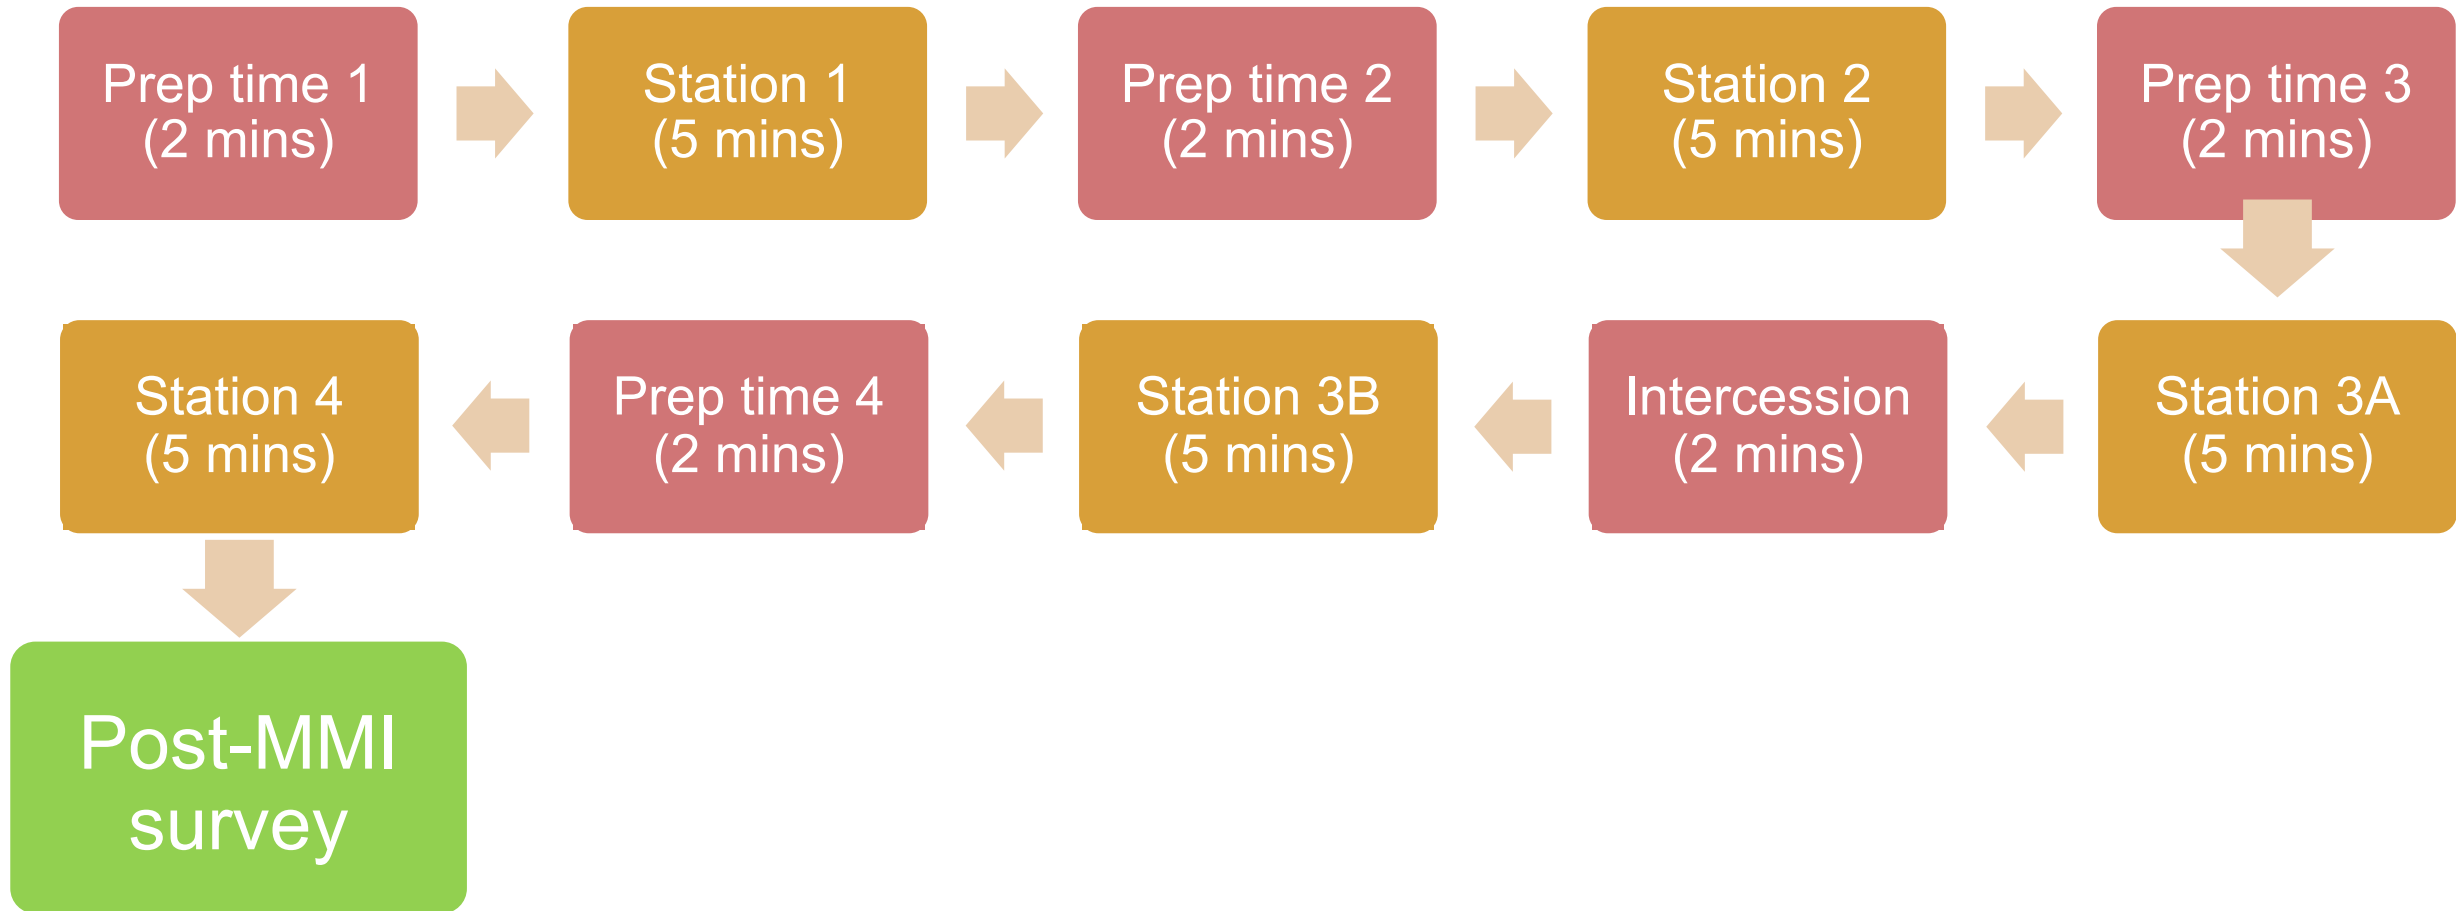 Prep time 1
(2 mins)
Station 1
(5 mins)
Prep time 2
(2 mins)
Station 2
(5 mins)
Prep time 3
(2 mins)
Station 3A
(5 mins)
Intercession
(2 mins)
Station 3B
(5 mins)
Prep time 4
(2 mins)
Station 4
(5 mins)
Post-MMI
survey